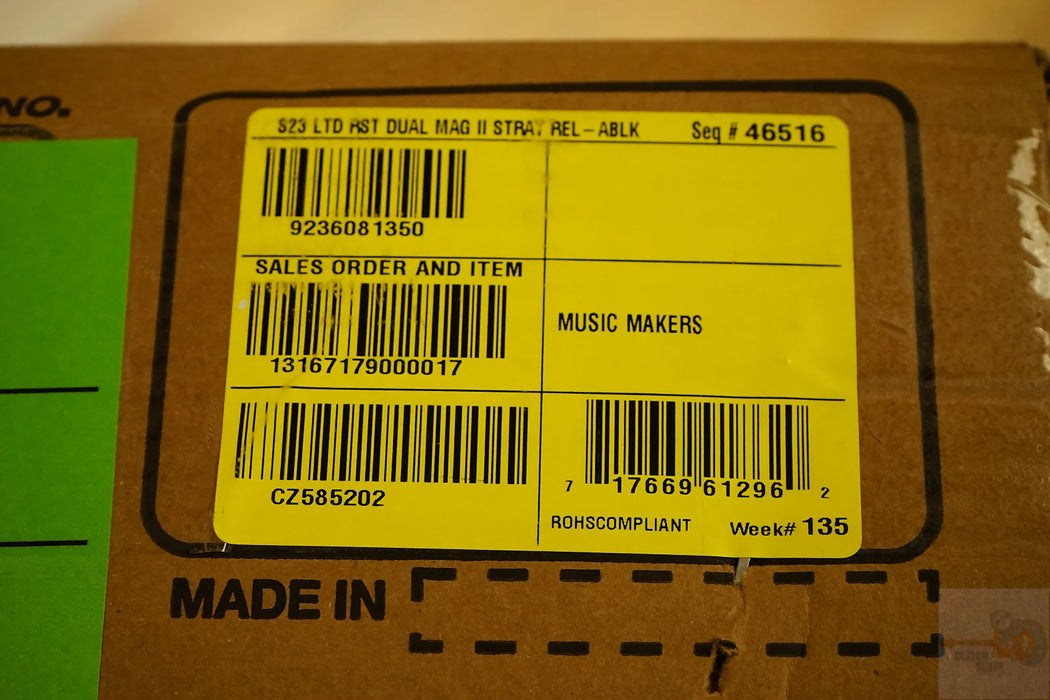 NO.
S23 LTD RST DUAL MAG II STRAT REL – ABLK
Seq # 46516
9236081350
SALES ORDER AND ITEM
13167179000017
MUSIC MAKERS
CZ585202
7 17669 61296 2
ROHSCOMPLIANT
Week# 135
MADE IN